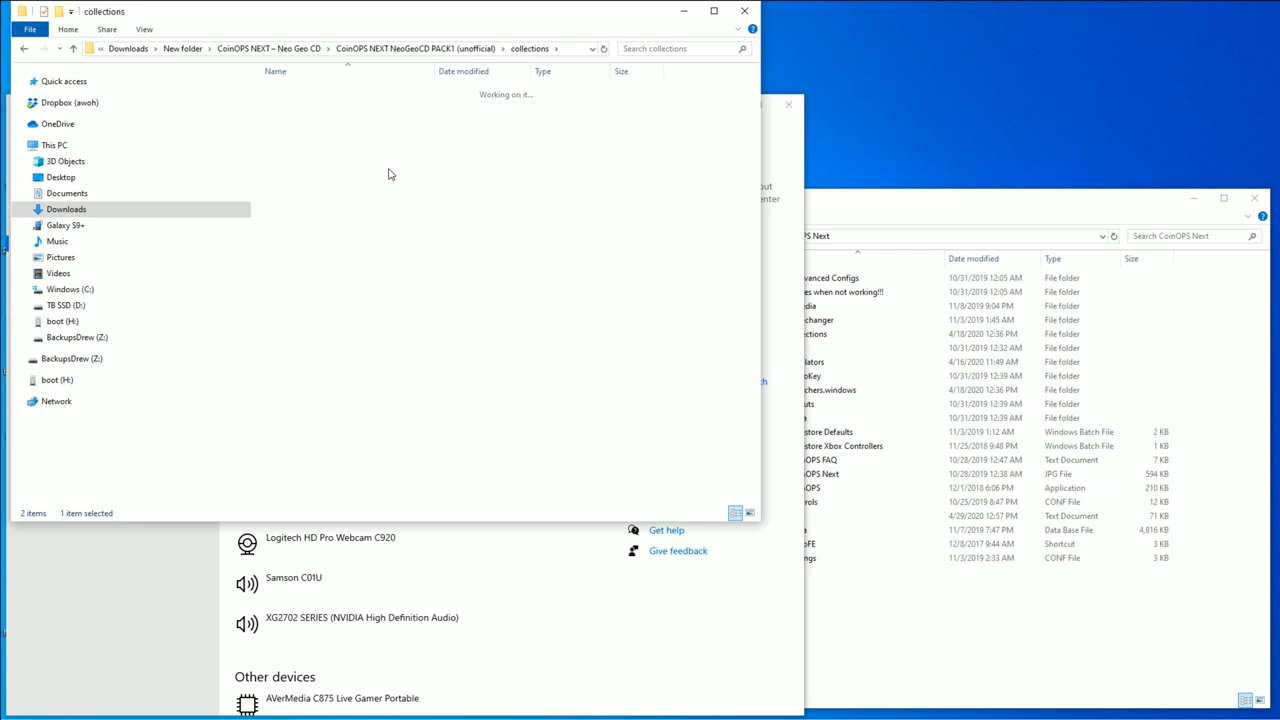 collections
File Home Share View
« Downloads > New folder > CoinOPS NEXT – Neo Geo CD > CoinOPS NEXT NeoGeoCD PACK1 (unofficial) > collections > Search collections
Name Date modified Type Size
Working on it...
Quick access
Dropbox (awoh)
OneDrive
This PC
3D Objects
Desktop
Documents
Downloads
Galaxy S9+
Music
Pictures
Videos
Windows (C:)
TB SSD (D:)
boot (H:)
BackupsDrew (Z:)
BackupsDrew (Z:)
boot (H:)
Network
2 items 1 item selected
out
enter
Get help
Give feedback
Logitech HD Pro Webcam C920
Samson C01U
XG2702 SERIES (NVIDIA High Definition Audio)
Other devices
AVerMedia C875 Live Gamer Portable
PS Next Search CoinOPS Next
Date modified Type Size
vanced Configs 10/31/2019 12:05 AM File folder
es when not working!!! 10/31/2019 12:05 AM File folder
edia 11/8/2019 9:04 PM File folder
echanger 11/3/2019 1:45 AM File folder
ections 4/18/2020 12:36 PM File folder
10/31/2019 12:32 AM File folder
lators 4/16/2020 11:49 AM File folder
oKey 10/31/2019 12:39 AM File folder
chers.windows 4/18/2020 12:36 PM File folder
uts 10/31/2019 12:39 AM File folder
a 10/31/2019 12:39 AM File folder
store Defaults 11/3/2019 1:12 AM Windows Batch File 2 KB
store Xbox Controllers 11/25/2018 9:48 PM Windows Batch File 1 KB
OPS FAQ 10/28/2019 12:47 AM Text Document 7 KB
OPS Next 10/28/2019 12:38 AM JPG File 594 KB
OPS 12/1/2018 6:06 PM Application 210 KB
rols 10/25/2019 8:47 PM CONF File 12 KB
4/29/2020 12:57 PM Text Document 71 KB
a 11/7/2019 7:47 PM Data Base File 4,816 KB
oFE 12/8/2017 9:44 AM Shortcut 3 KB
ngs 11/3/2019 2:33 AM CONF File 3 KB